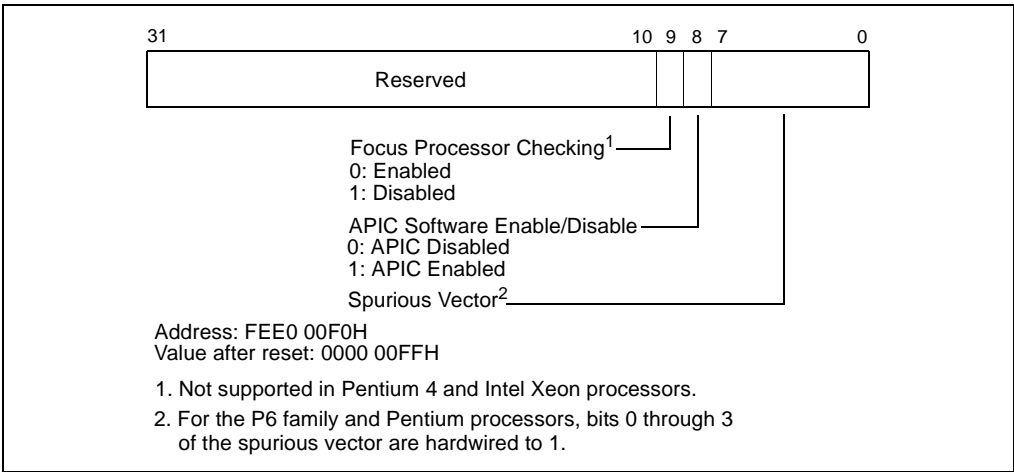 31 10 9 8 7 0
Reserved
Focus Processor Checking1
0: Enabled
1: Disabled
APIC Software Enable/Disable
0: APIC Disabled
1: APIC Enabled
Spurious Vector2
Address: FEE0 00F0H
Value after reset: 0000 00FFH
1. Not supported in Pentium 4 and Intel Xeon processors.
2. For the P6 family and Pentium processors, bits 0 through 3
of the spurious vector are hardwired to 1.